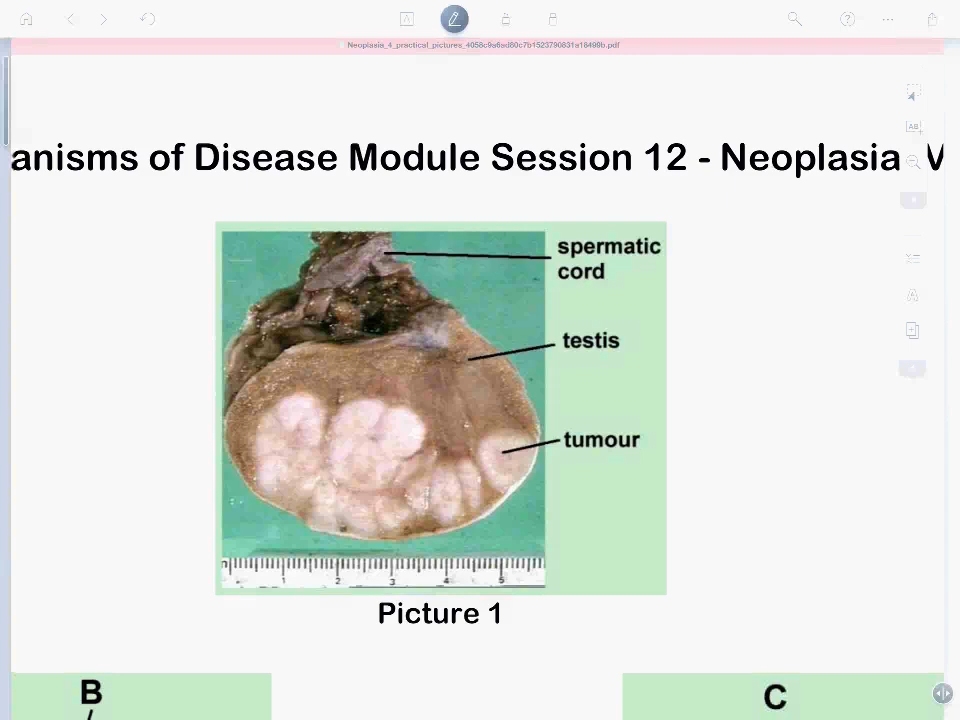 Neoplasia_4_practical_pictures_4058c9a6ad80c7b1523790831a18499b.pdf
anisms of Disease Module Session 12 - Neoplasia
spermatic
cord
testis
tumour
1 2 3 4 5
Picture 1
B
C